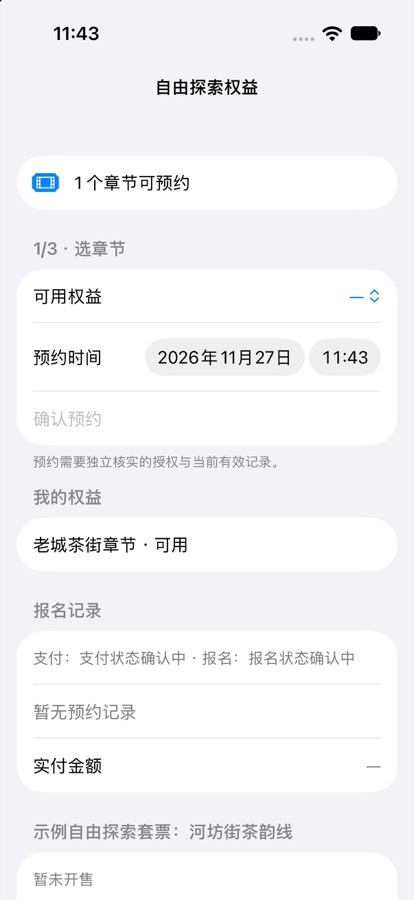 11:43
自由探索权益
1个章节可预约
1/3 · 选章节
可用权益 —
预约时间 2026年11月27日 11:43
确认预约
预约需要独立核实的授权与当前有效记录。
我的权益
老城茶街章节 · 可用
报名记录
支付：支付状态确认中 · 报名：报名状态确认中
暂无预约记录
实付金额 —
示例自由探索套票：河坊街茶韵线
暂未开售